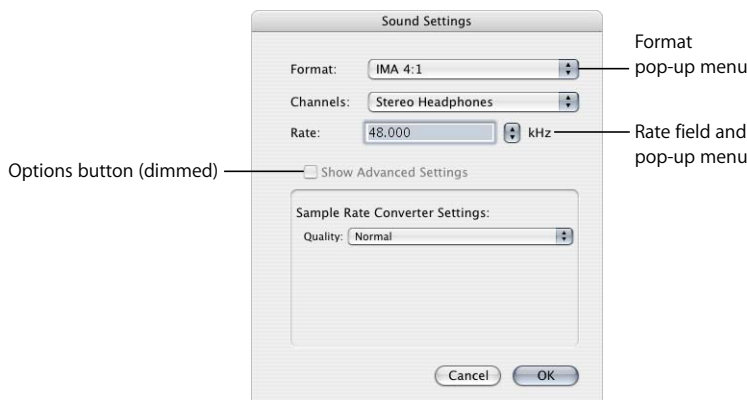 Sound Settings
Format: IMA 4:1
Format
pop-up menu
Channels: Stereo Headphones
Rate: 48.000 kHz
Rate field and
pop-up menu
Options button (dimmed)
Show Advanced Settings
Sample Rate Converter Settings:
Quality: Normal
Cancel OK